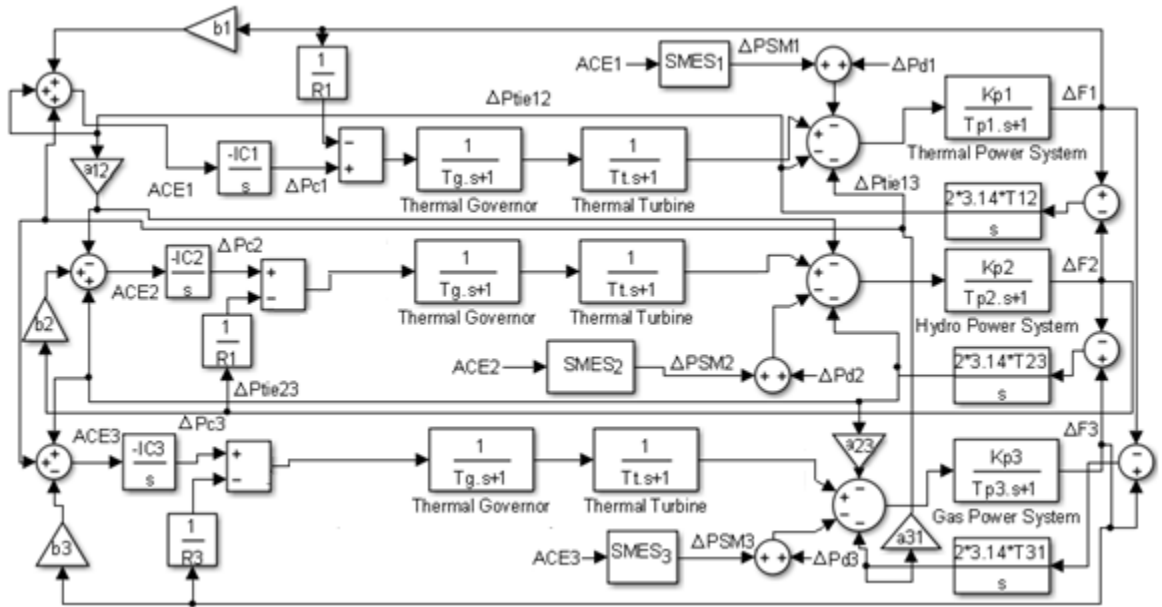 b1
1
R1
ACE1
SMES1
ΔPSM1
+ +
ΔPd1
+
+ +
ΔPtie12
Kp1
Tp1.s+1
ΔF1
Thermal Power System
a12
ACE1
-IC1
s
ΔPc1
−
+
1
Tg.s+1
Thermal Governor
1
Tt.s+1
Thermal Turbine
+ −
−
ΔPtie13
2*3.14*T12
s
+
−
ΔPc2
−
+ +
ACE2
-IC2
s
+
−
1
Tg.s+1
Thermal Governor
1
Tt.s+1
Thermal Turbine
+ −
− −
Kp2
Tp2.s+1
ΔF2
Hydro Power System
b2
1
R1
ACE2
SMES2
ΔPSM2
+ +
ΔPd2
2*3.14*T23
s
−
+
ΔPtie23
ΔPc3
ACE3
-IC3
s
+
−
1
Tg.s+1
Thermal Governor
1
Tt.s+1
Thermal Turbine
a23
+ −
− −
Kp3
Tp3.s+1
ΔF3
Gas Power System
−
+
b3
1
R3
ACE3
SMES3
ΔPSM3
+ +
ΔPd3
a31
2*3.14*T31
s